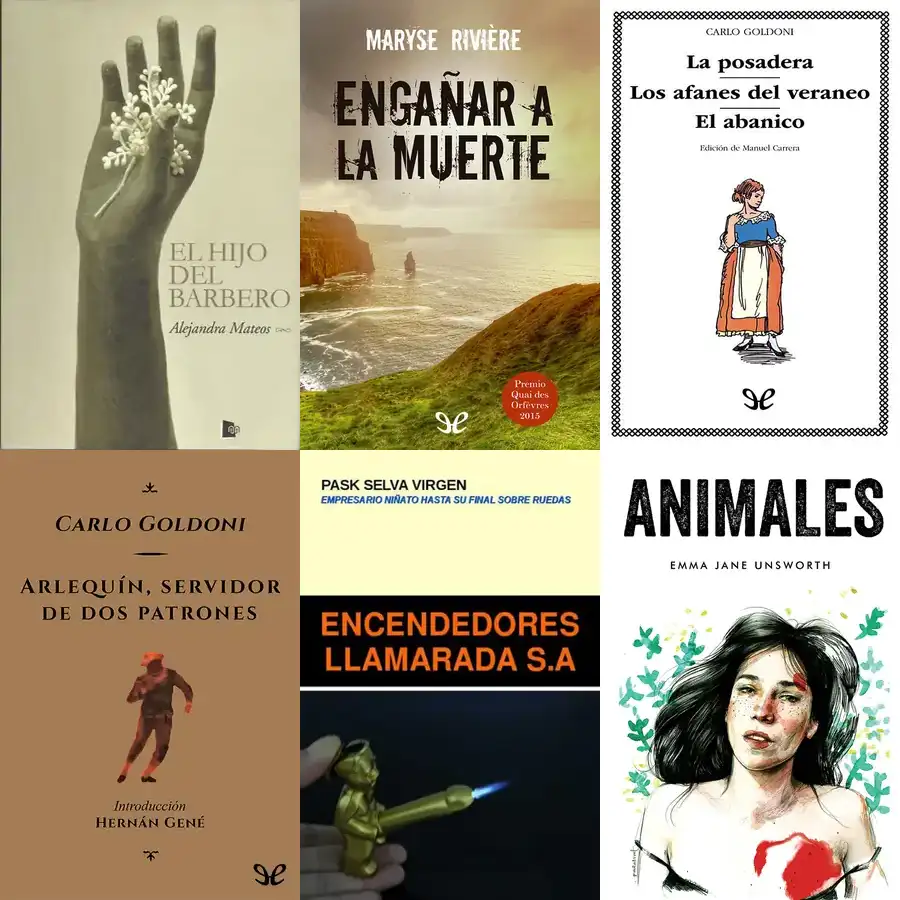 EL HIJO
DEL
BARBERO
Alejandra Mateos
MARYSE RIVIÈRE
ENGAÑAR A
LA MUERTE
Premio
Quai des
Orfèvres
2015
CARLO GOLDONI
La posadera
Los afanes del veraneo
El abanico
Edición de Manuel Carrera
CARLO GOLDONI
ARLEQUÍN, SERVIDOR
DE DOS PATRONES
Introducción
HERNÁN GENÉ
PASK SELVA VIRGEN
EMPRESARIO NIÑATO HASTA SU FINAL SOBRE RUEDAS
ENCENDEDORES
LLAMARADA S.A
ANIMALES
EMMA JANE UNSWORTH